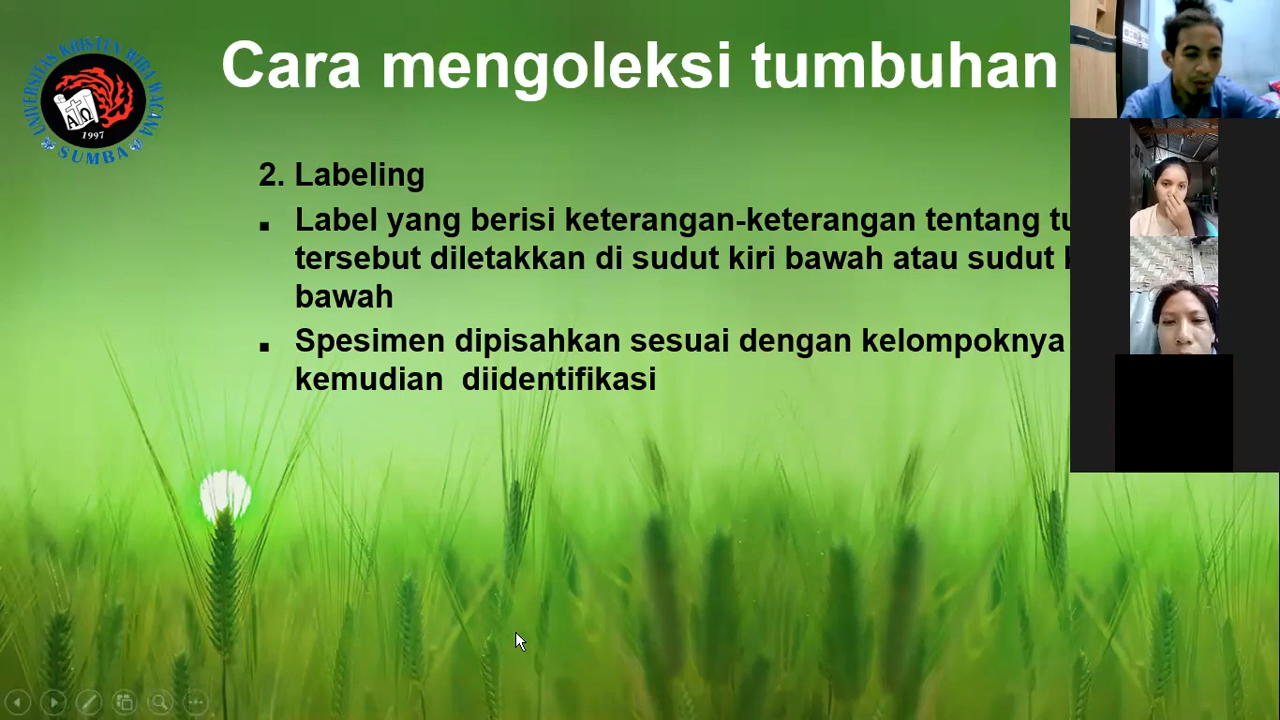 Cara mengoleksi tumbuhan
UNIVERSITAS KRISTEN WIRA WACANA
1997
SUMBA
2. Labeling
Label yang berisi keterangan-keterangan tentang
tersebut diletakkan di sudut kiri bawah atau sudut
bawah
Spesimen dipisahkan sesuai dengan kelompoknya
kemudian diidentifikasi